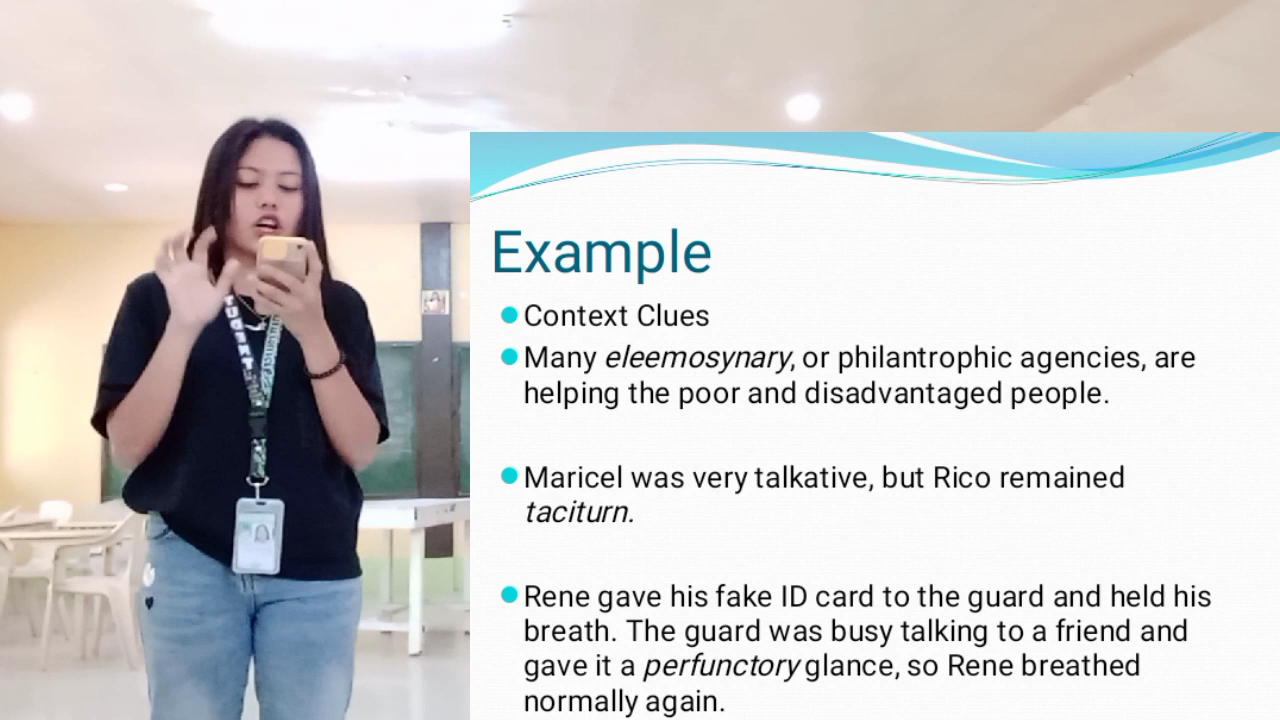 Example
Context Clues
Many eleemosynary, or philantrophic agencies, are
helping the poor and disadvantaged people.
Maricel was very talkative, but Rico remained
taciturn.
Rene gave his fake ID card to the guard and held his
breath. The guard was busy talking to a friend and
gave it a perfunctory glance, so Rene breathed
normally again.